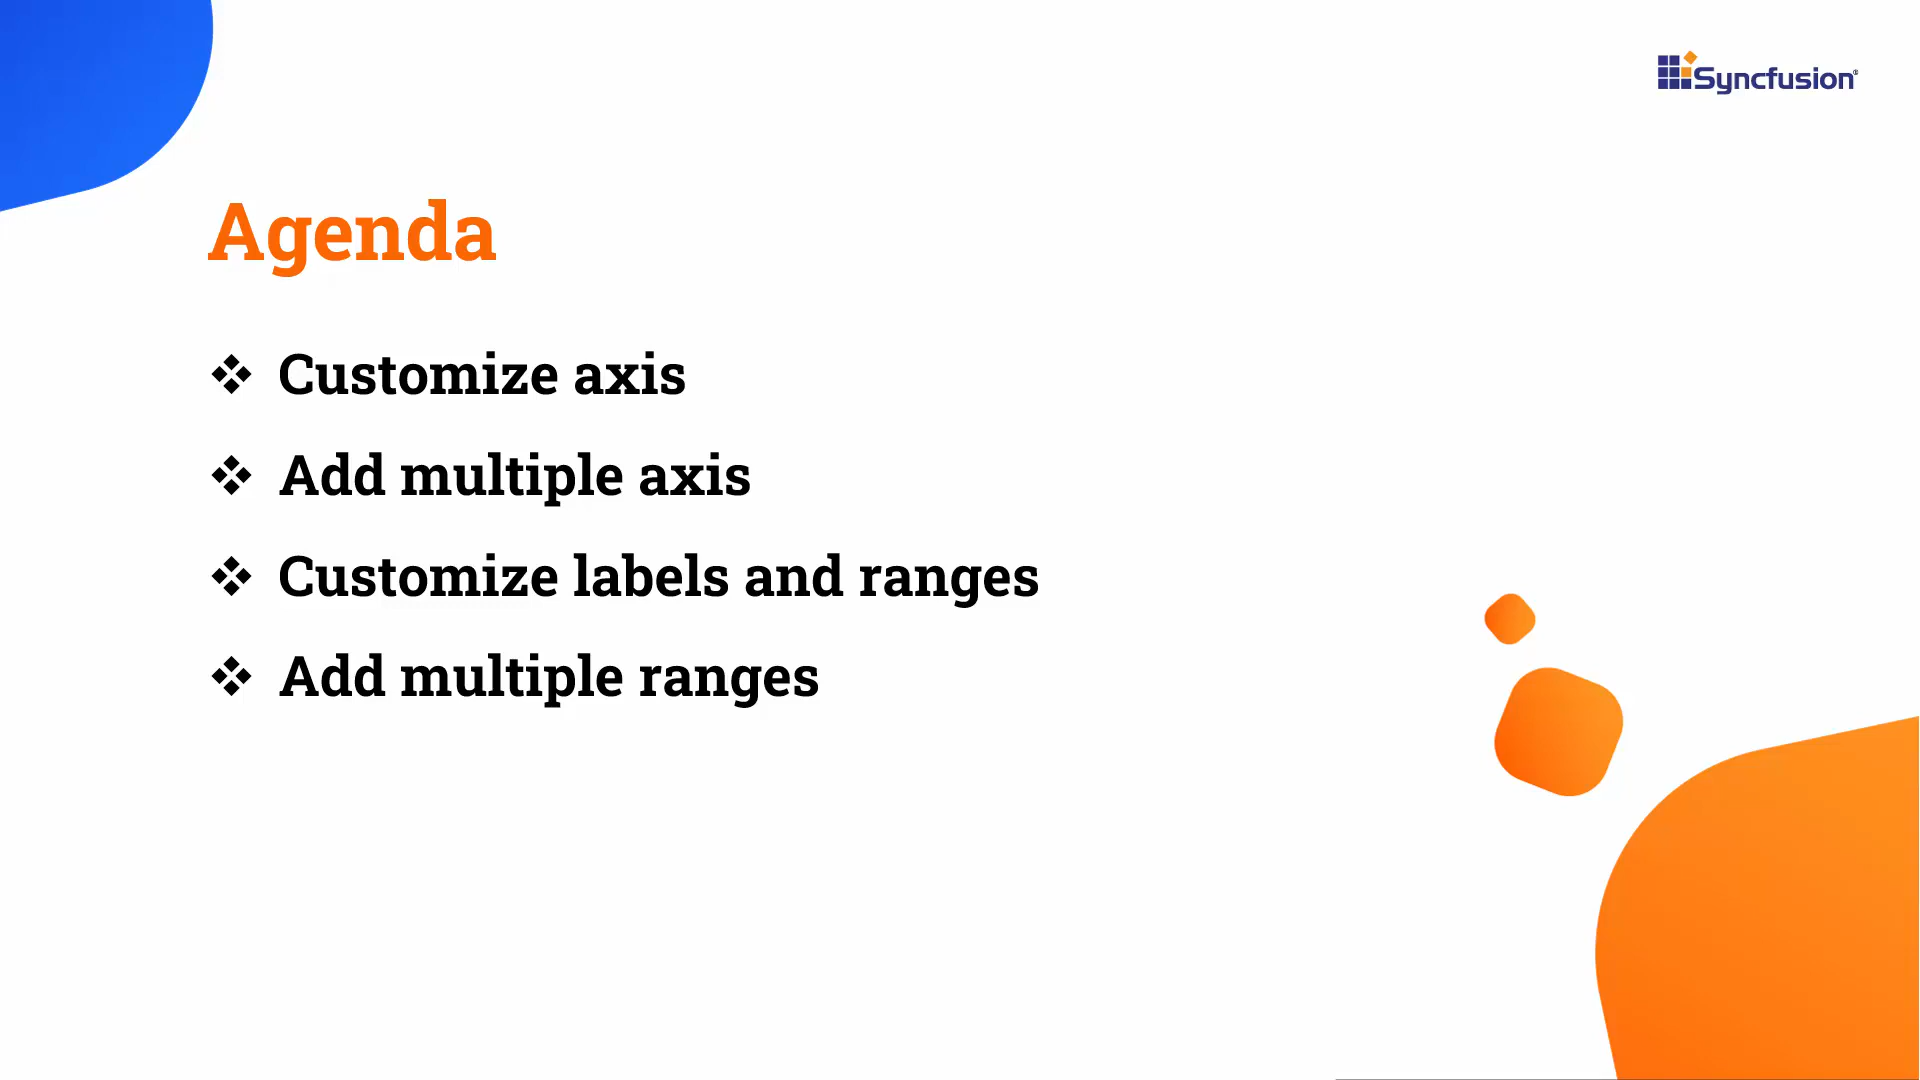 Syncfusion®
Agenda
❖ Customize axis
❖ Add multiple axis
❖ Customize labels and ranges
❖ Add multiple ranges